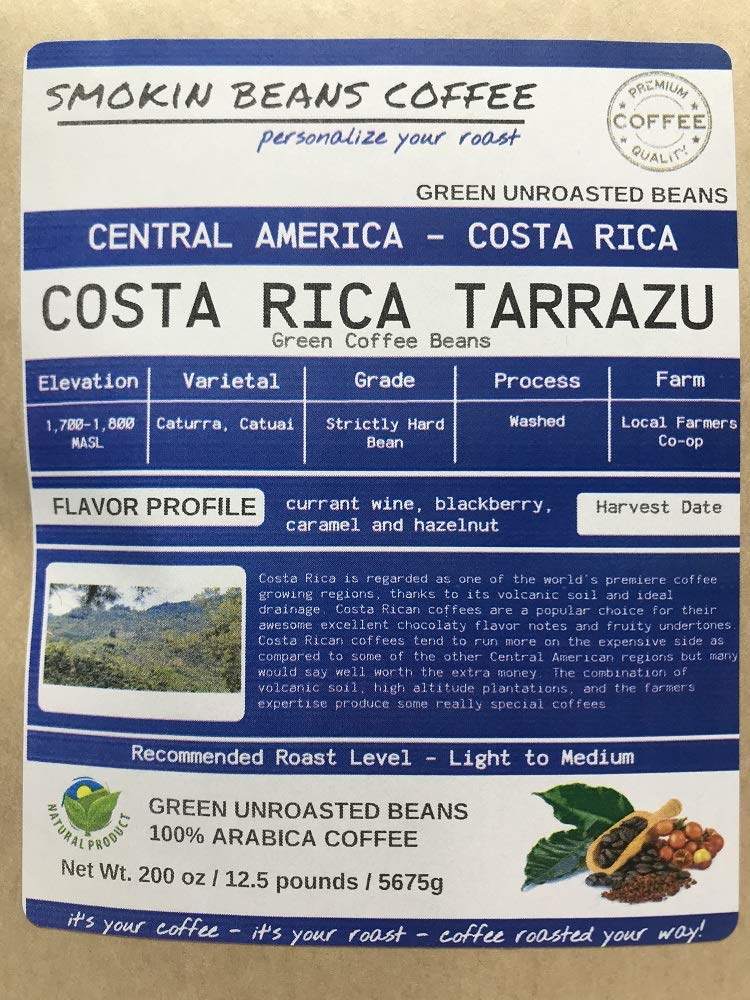 SMOKIN BEANS COFFEE
personalize your roast
PREMIUM
COFFEE
QUALITY
GREEN UNROASTED BEANS
CENTRAL AMERICA - COSTA RICA
COSTA RICA TARRAZU
Green Coffee Beans
Elevation Varietal Grade Process Farm
1,700-1,800 Caturra, Catuai Strictly Hard Washed Local Farmers
MASL Bean Co-op
FLAVOR PROFILE
currant wine, blackberry,
caramel and hazelnut
Harvest Date
Costa Rica is regarded as one of the world's premiere coffee
growing regions, thanks to its volcanic soil and ideal
drainage. Costa Rican coffees are a popular choice for their
awesome excellent chocolaty flavor notes and fruity undertones.
Costa Rican coffees tend to run more on the expensive side as
compared to some of the other Central American regions but many
would say well worth the extra money. The combination of
volcanic soil, high altitude plantations, and the farmers
expertise produce some really special coffees
Recommended Roast Level - Light to Medium
NATURAL PRODUCT
GREEN UNROASTED BEANS
100% ARABICA COFFEE
Net Wt. 200 oz / 12.5 pounds / 5675g
it's your coffee - it's your roast - coffee roasted your way!